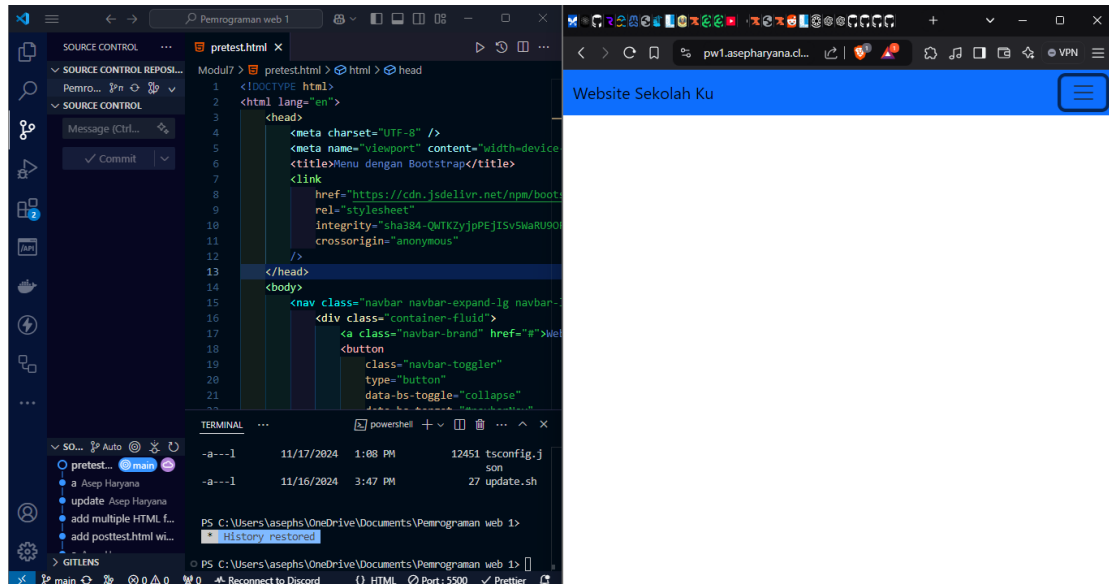 Pemrograman web 1
SOURCE CONTROL
SOURCE CONTROL REPOSI...
Pemro...
SOURCE CONTROL
Message (Ctrl...
Commit
SO...
Auto
pretest...
main
a Asep Haryana
update Asep Haryana
add multiple HTML f...
add posttest.html wi...
GITLENS
pretest.html
Modul7 > pretest.html > html > head
1 <!DOCTYPE html>
2 <html lang="en">
3 <head>
4 <meta charset="UTF-8" />
5 <meta name="viewport" content="width=device-
6 <title>Menu dengan Bootstrap</title>
7 <link
8 href="https://cdn.jsdelivr.net/npm/boots
9 rel="stylesheet"
10 integrity="sha384-QWTKZyjpPEjISv5WaRU9OF
11 crossorigin="anonymous"
12 />
13 </head>
14 <body>
15 <nav class="navbar navbar-expand-lg navbar-l
16 <div class="container-fluid">
17 <a class="navbar-brand" href="#">Web
18 <button
19 class="navbar-toggler"
20 type="button"
21 data-bs-toggle="collapse"
TERMINAL
powershell
-a---l 11/17/2024 1:08 PM 12451 tsconfig.j
son
-a---l 11/16/2024 3:47 PM 27 update.sh
PS C:\Users\asephs\OneDrive\Documents\Pemrograman web 1>
* History restored
PS C:\Users\asephs\OneDrive\Documents\Pemrograman web 1>
main
0 0
0
Reconnect to Discord
{} HTML
Port : 5500
Prettier
pw1.asepharyana.cl...
VPN
Website Sekolah Ku